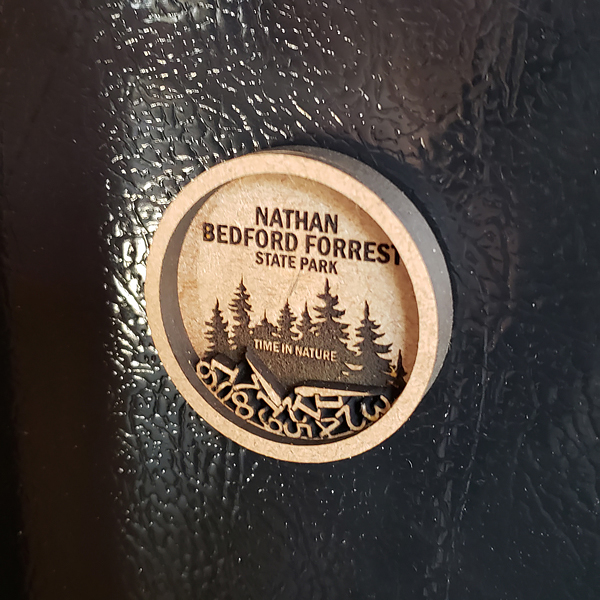 NATHAN
BEDFORD FORREST
STATE PARK
TIME IN NATURE